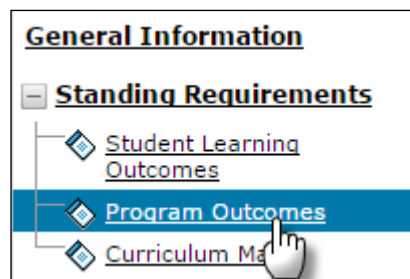 General Information
Standing Requirements
Student Learning
Outcomes
Program Outcomes
Curriculum